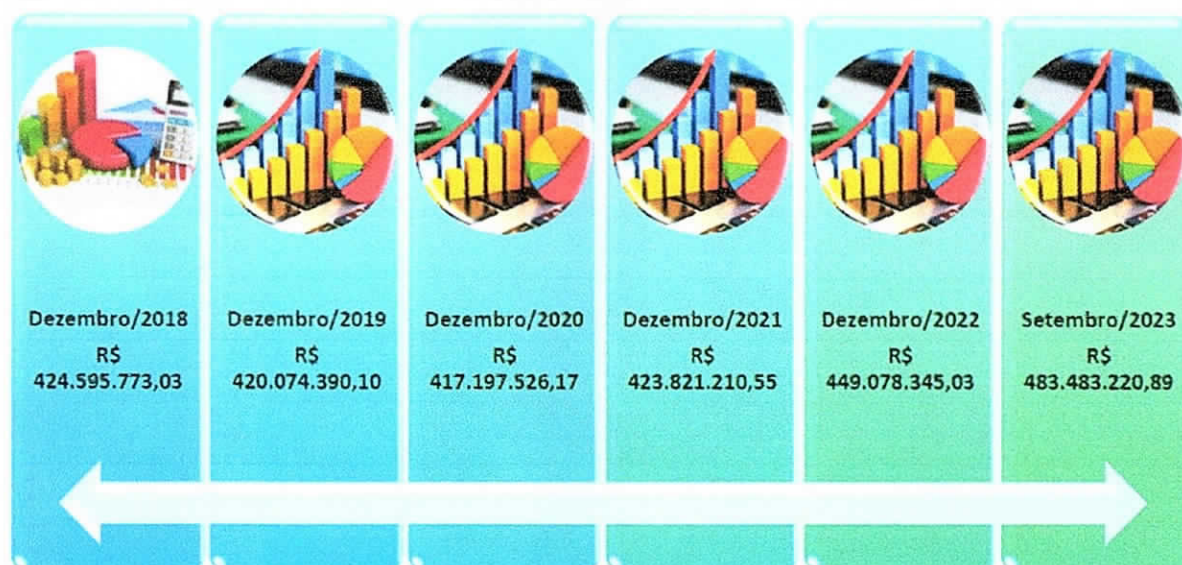 Dezembro/2018
R$
424.595.773,03
Dezembro/2019
R$
420.074.390,10
Dezembro/2020
R$
417.197.526,17
Dezembro/2021
R$
423.821.210,55
Dezembro/2022
R$
449.078.345,03
Setembro/2023
R$
483.483.220,89